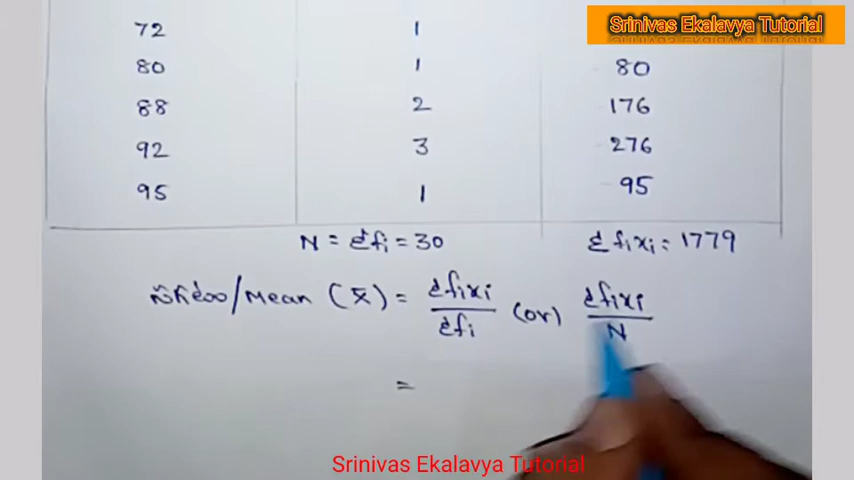 Srinivas Ekalavya Tutorial
72 1
80 1 80
88 2 176
92 3 276
95 1 95
N = Σfi = 30 Σfixi = 1779
సగటు/Mean (x̄) = Σfixi/Σfi (or) Σfixi/N
=
Srinivas Ekalavya Tutorial